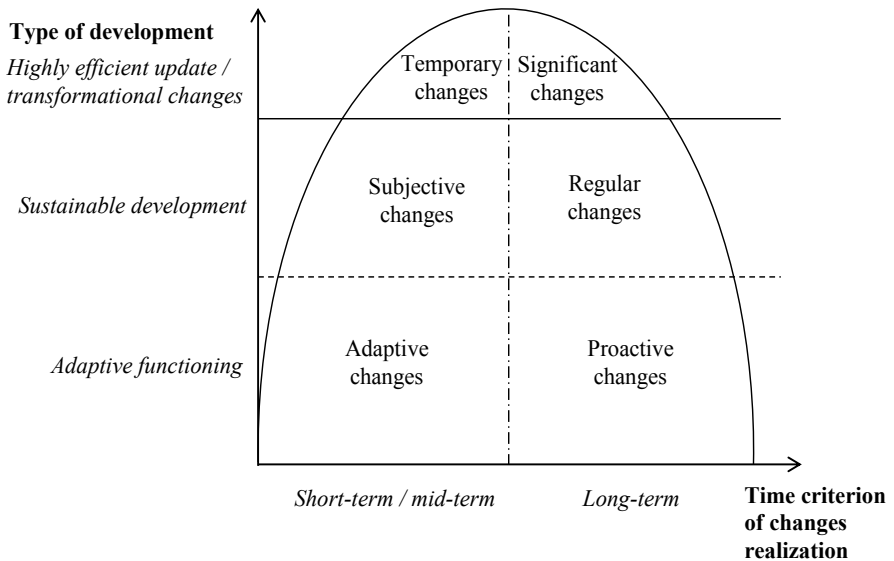 Type of development
Highly efficient update /
transformational changes
Temporary
changes
Significant
changes
Sustainable development
Subjective
changes
Regular
changes
Adaptive functioning
Adaptive
changes
Proactive
changes
Short-term / mid-term
Long-term
Time criterion
of changes
realization